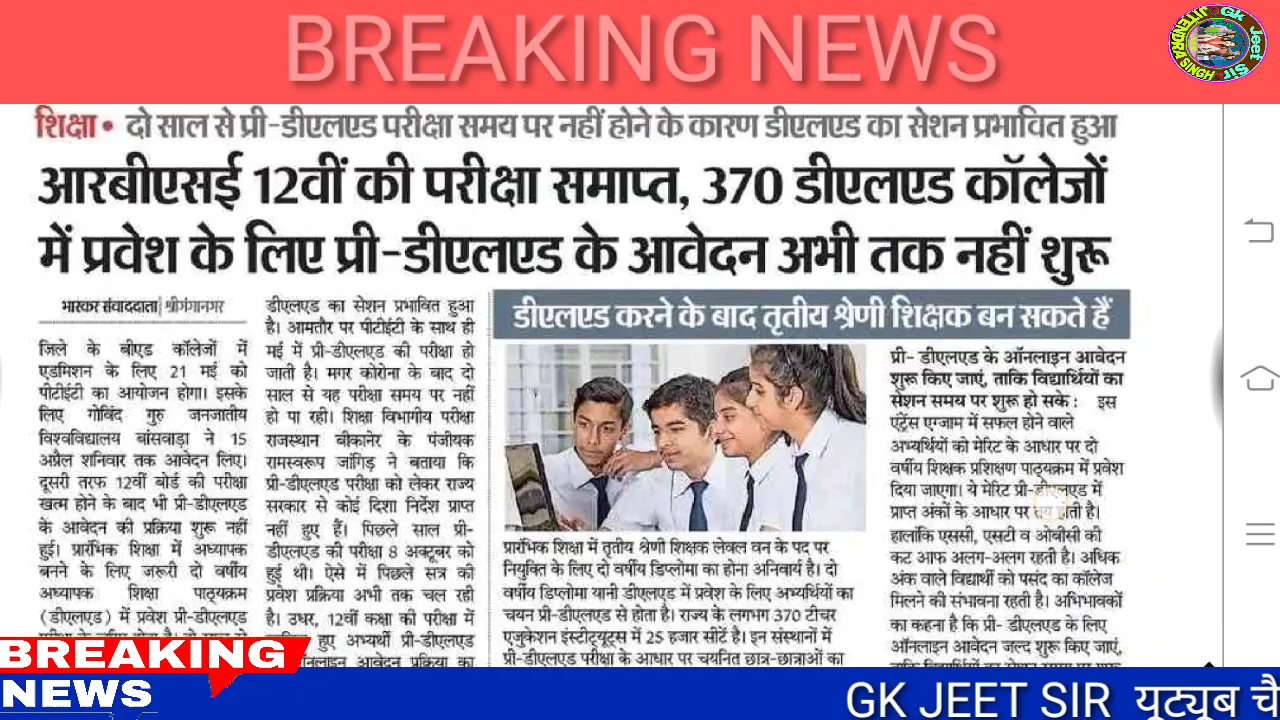 BREAKING NEWS
JITENDRA SINGH
GK Jeet Sir
शिक्षा • दो साल से प्री-डीएलएड परीक्षा समय पर नहीं होने के कारण डीएलएड का सेशन प्रभावित हुआ
आरबीएसई 12वीं की परीक्षा समाप्त, 370 डीएलएड कॉलेजों
में प्रवेश के लिए प्री-डीएलएड के आवेदन अभी तक नहीं शुरू
भास्कर संवाददाता | श्रीगंगानगर
जिले के बीएड कॉलेजों में
एडमिशन के लिए 21 मई को
पीटीईटी का आयोजन होगा। इसके
लिए गोविंद गुरु जनजातीय
विश्वविद्यालय बांसवाड़ा ने 15
अप्रैल शनिवार तक आवेदन लिए।
दूसरी तरफ 12वीं बोर्ड की परीक्षा
खत्म होने के बाद भी प्री-डीएलएड
के आवेदन की प्रक्रिया शुरू नहीं
हुई। प्रारंभिक शिक्षा में अध्यापक
बनने के लिए जरूरी दो वर्षीय
अध्यापक शिक्षा पाठ्यक्रम
(डीएलएड) में प्रवेश प्री-डीएलएड
डीएलएड का सेशन प्रभावित हुआ
है। आमतौर पर पीटीईटी के साथ ही
मई में प्री-डीएलएड की परीक्षा हो
जाती है। मगर कोरोना के बाद दो
साल से यह परीक्षा समय पर नहीं
हो पा रही। शिक्षा विभागीय परीक्षा
राजस्थान बीकानेर के पंजीयक
रामस्वरूप जांगिड़ ने बताया कि
प्री-डीएलएड परीक्षा को लेकर राज्य
सरकार से कोई दिशा निर्देश प्राप्त
नहीं हुए हैं। पिछले साल प्री-
डीएलएड की परीक्षा 8 अक्टूबर को
हुई थी। ऐसे में पिछले सत्र की
प्रवेश प्रक्रिया अभी तक चल रही
है। उधर, 12वीं कक्षा की परीक्षा में
हुए अभ्यर्थी प्री-डीएलएड
आवेदन प्रक्रिया का
डीएलएड करने के बाद तृतीय श्रेणी शिक्षक बन सकते हैं
प्रारंभिक शिक्षा में तृतीय श्रेणी शिक्षक लेवल वन के पद पर
नियुक्ति के लिए दो वर्षीय डिप्लोमा का होना अनिवार्य है। दो
वर्षीय डिप्लोमा यानी डीएलएड में प्रवेश के लिए अभ्यर्थियों का
चयन प्री-डीएलएड से होता है। राज्य के लगभग 370 टीचर
एजुकेशन इंस्टीट्यूट्स में 25 हजार सीटें है। इन संस्थानों में
प्री-डीएलएड परीक्षा के आधार पर चयनित छात्र-छात्राओं का
प्री- डीएलएड के ऑनलाइन आवेदन
शुरू किए जाएं, ताकि विद्यार्थियों का
सेशन समय पर शुरू हो सके : इस
एंट्रेंस एग्जाम में सफल होने वाले
अभ्यर्थियों को मेरिट के आधार पर दो
वर्षीय शिक्षक प्रशिक्षण पाठ्यक्रम में प्रवेश
दिया जाएगा। ये मेरिट प्री-डीएलएड में
प्राप्त अंकों के आधार पर तय होती है।
हालांकि एससी, एसटी व ओबीसी की
कट आफ अलग-अलग रहती है। अधिक
अंक वाले विद्यार्थी को पसंद का कॉलेज
मिलने की संभावना रहती है। अभिभावकों
का कहना है कि प्री- डीएलएड के लिए
ऑनलाइन आवेदन जल्द शुरू किए जाएं,
BREAKING
NEWS
GK JEET SIR यूट्यूब चै